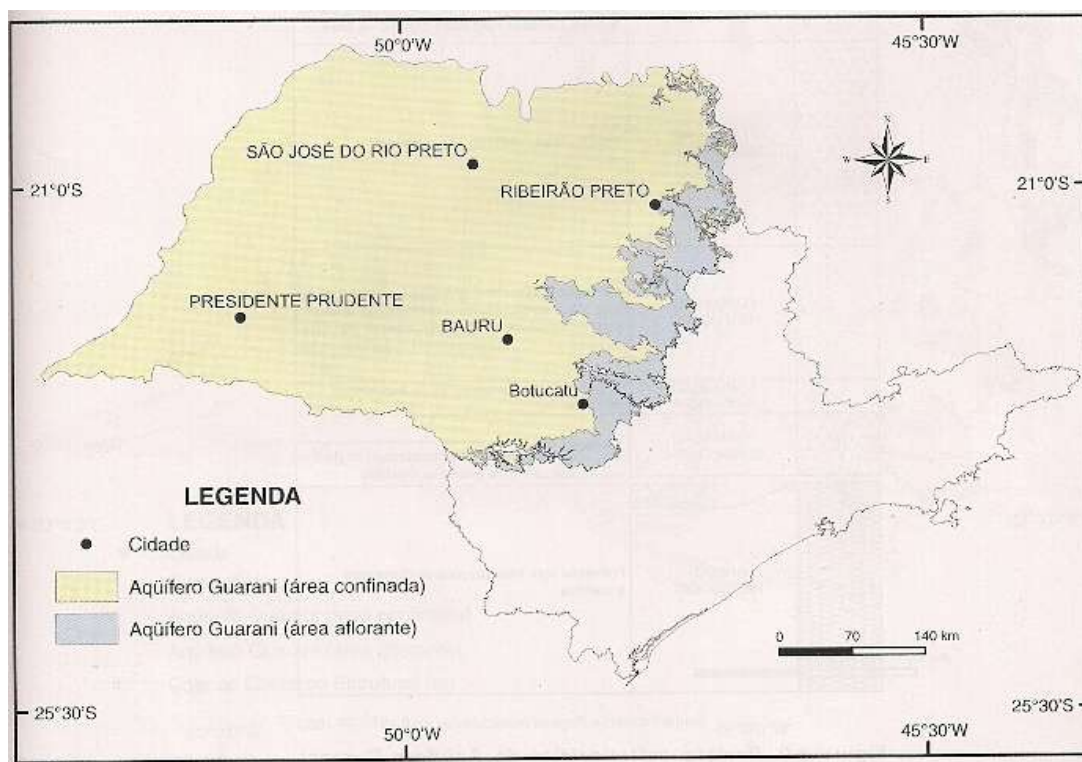 50°0'W
45°30'W
SÃO JOSÉ DO RIO PRETO
21°0'S
RIBEIRÃO PRETO
21°0'S
PRESIDENTE PRUDENTE
BAURU
Botucatu
LEGENDA
Cidade
Aqüífero Guarani (área confinada)
Aqüífero Guarani (área aflorante)
0 70 140 km
25°30'S
25°30'S
50°0'W
45°30'W
N
W
E
S